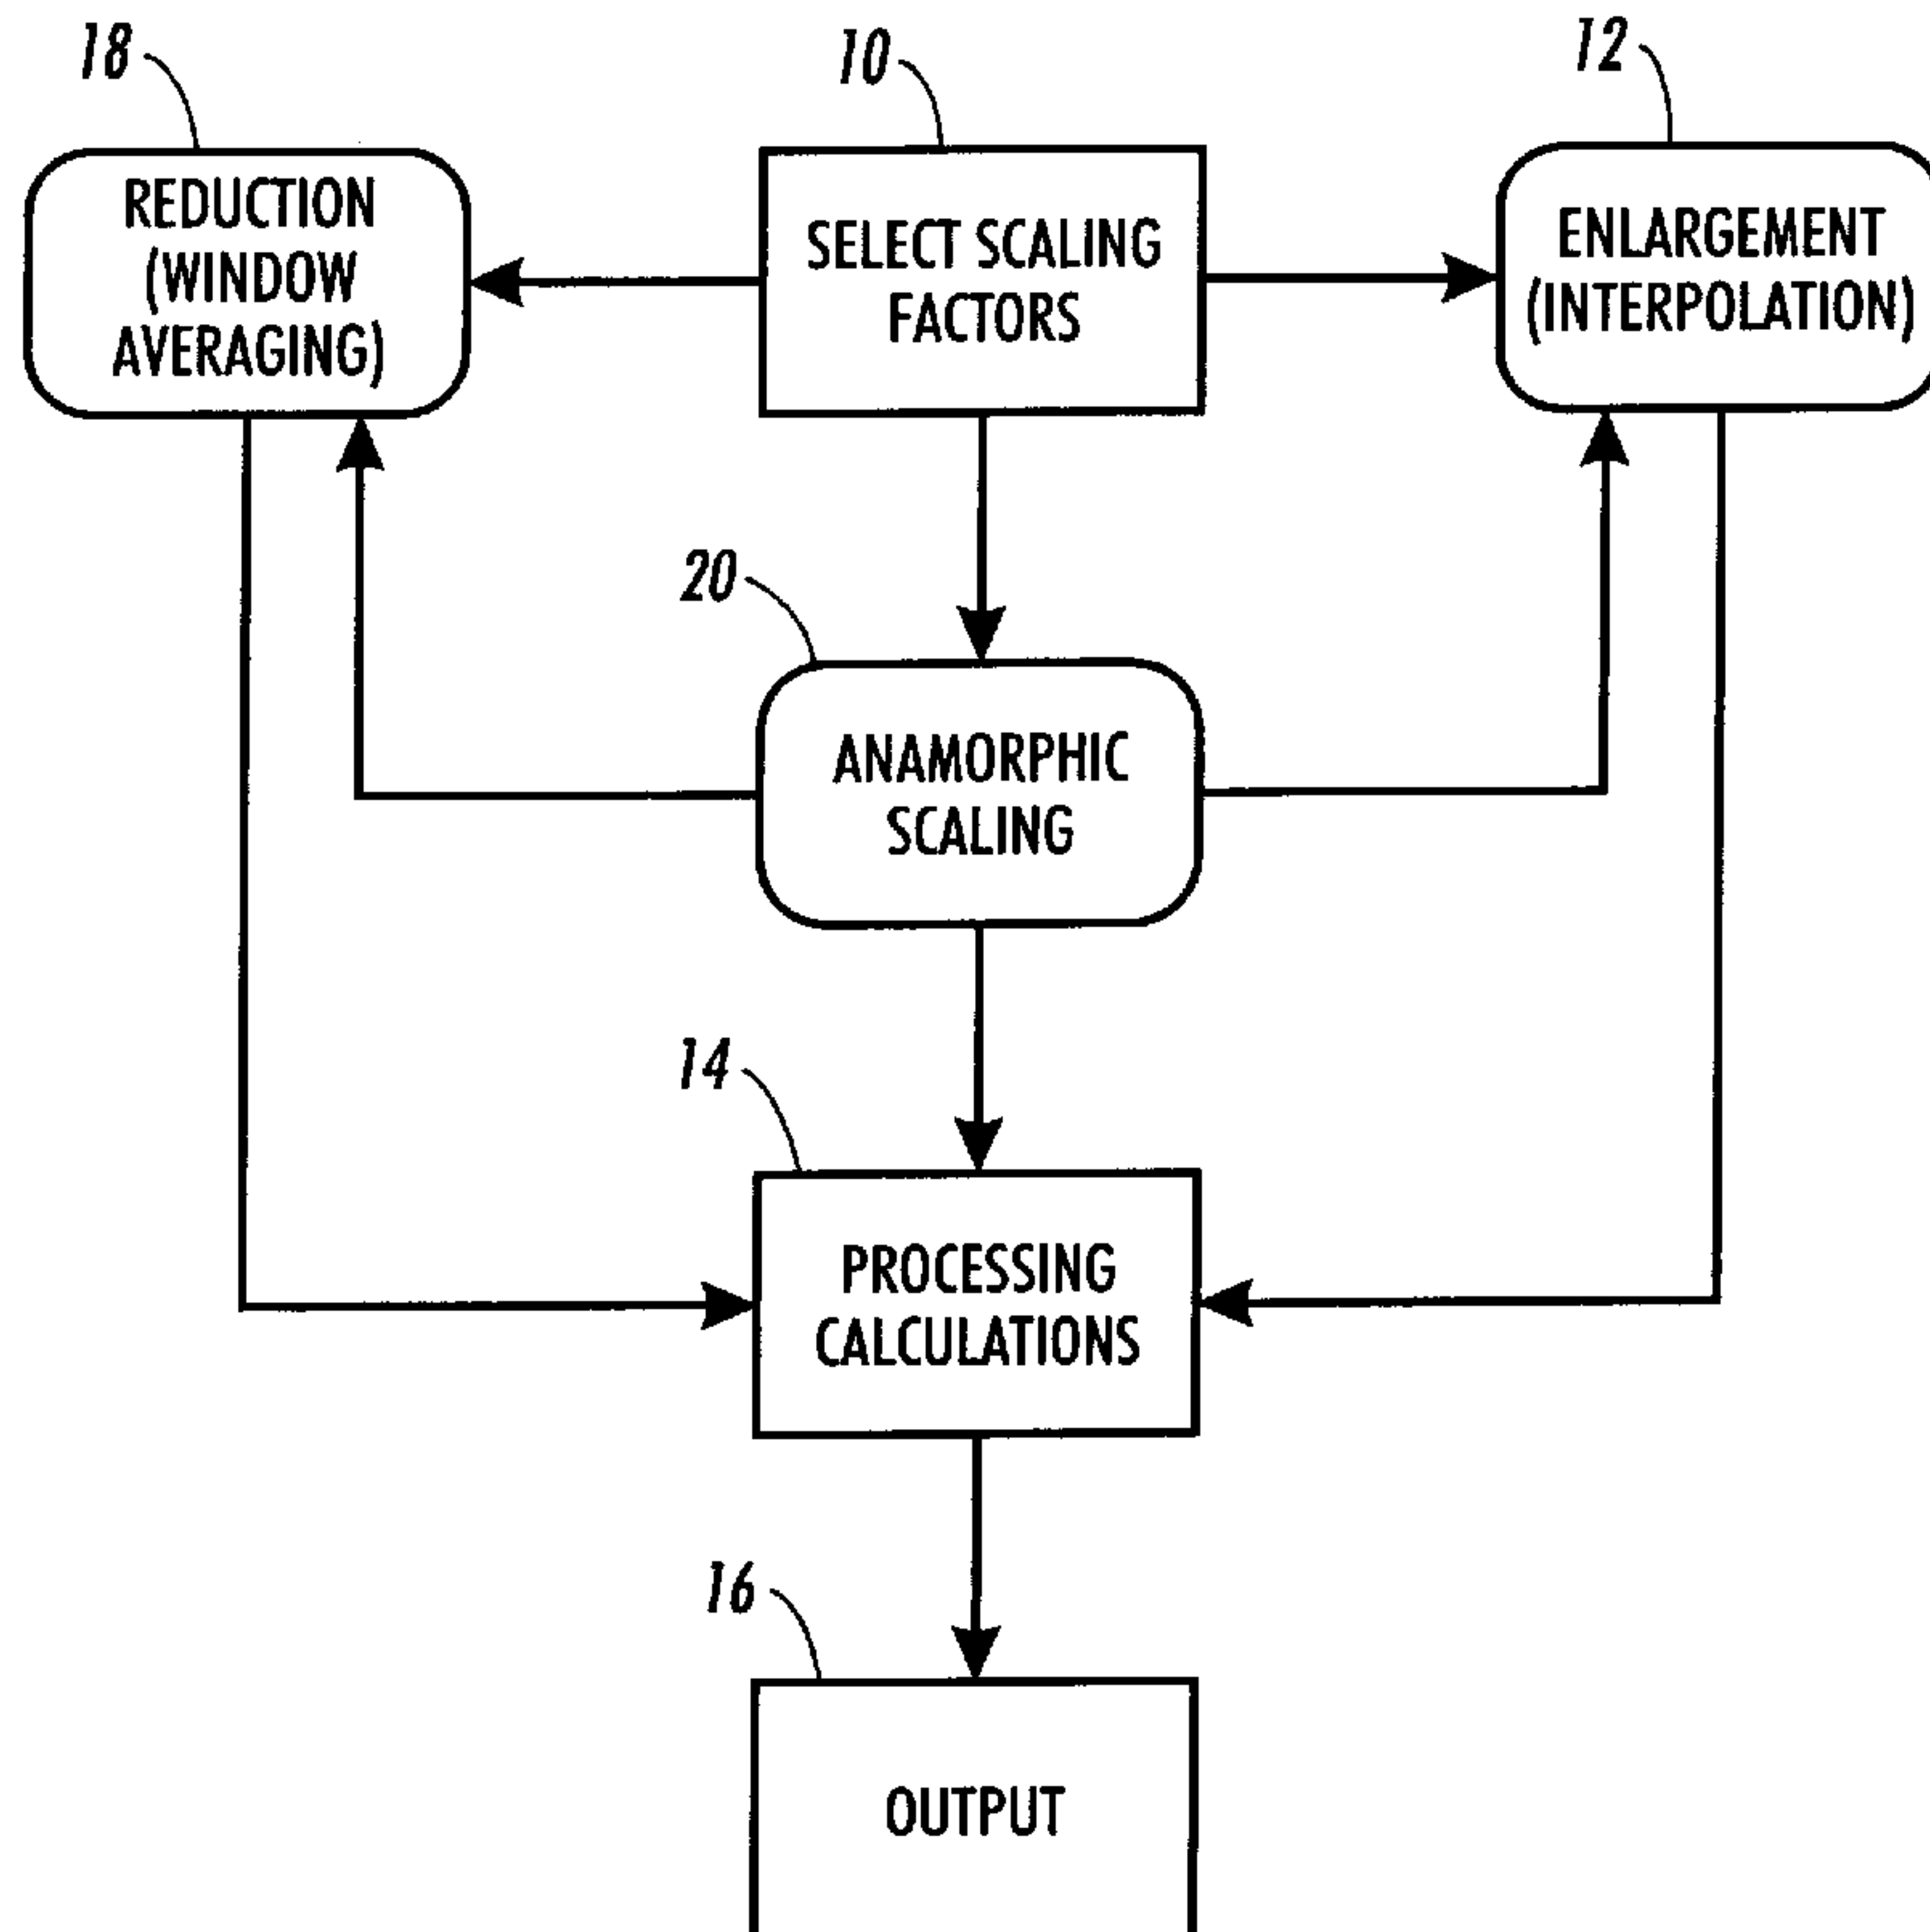 18
10
12
REDUCTION
(WINDOW
AVERAGING)
SELECT SCALING
FACTORS
ENLARGEMENT
(INTERPOLATION)
20
ANAMORPHIC
SCALING
14
PROCESSING
CALCULATIONS
16
OUTPUT